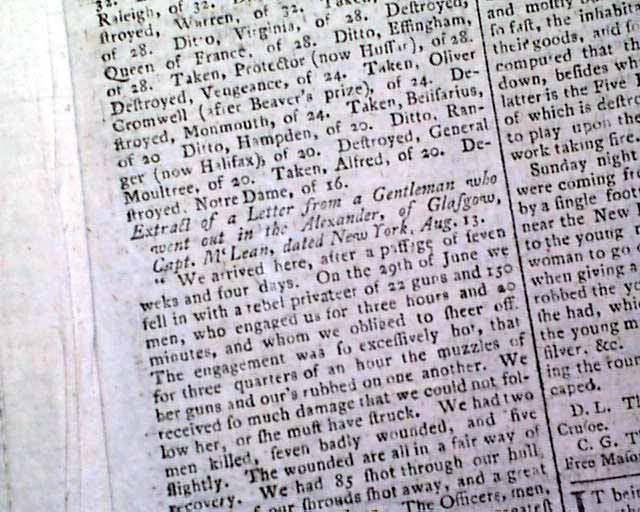 Raleigh, of 32.
stroyed, Warren, of 32. Taken,
of 28. Ditto, Virginia, of 28. Destroyed,
Queen of France, of 28. Ditto, Effingham,
of 28. Taken, Protector (now Hussar), of 28.
Destroyed, Vengeance, of 24. Taken, Oliver
Cromwell (after Beaver's prize), of 24. De-
stroyed, Monmouth, of 24. Taken, Belisarius,
of 20 Ditto, Hampden, of 20. Ditto, Ran-
ger (now Halifax), of 20. Destroyed, General
Moultree, of 20. Taken, Alfred, of 20. De-
stroyed, Notre Dame, of 16.
Extract of a Letter from a Gentleman who
went out in the Alexander, of Glasgow,
Capt. M'Lean, dated New York, Aug. 13.
" We arrived here, after a passage of seven
weks and four days. On the 29th of June we
fell in with a rebel privateer of 22 guns and 150
men, who engaged us for three hours and 20
minutes, and whom we oblized to sheer off.
The engagement was so excessively hot, that
for three quarters of an hour the muzzles of
her guns and our's rubbed on one another. We
received so much damage that we could not fol-
low her, or she must have struck. We had two
men killed, seven badly wounded, and five
slightly. The wounded are all in a fair way of
recovery. We had 85 shot through our hull,
of our shrouds shot away, and a great
The Officers, men,
and mostly
so fast, the inhabit
their goods, and
computed that th
down, besides wh
latter is the Five
of which is destr
to play upon the
work taking fire
Sunday night
were coming fro
by a single foot
near the New
to the young
woman to go
when giving a
robbed the yo
she had, whi
the young m
silver, &c.
ing the roun
caped.
D. L. Th
Crusoe.
C. G. T
Free Mason
IT bein